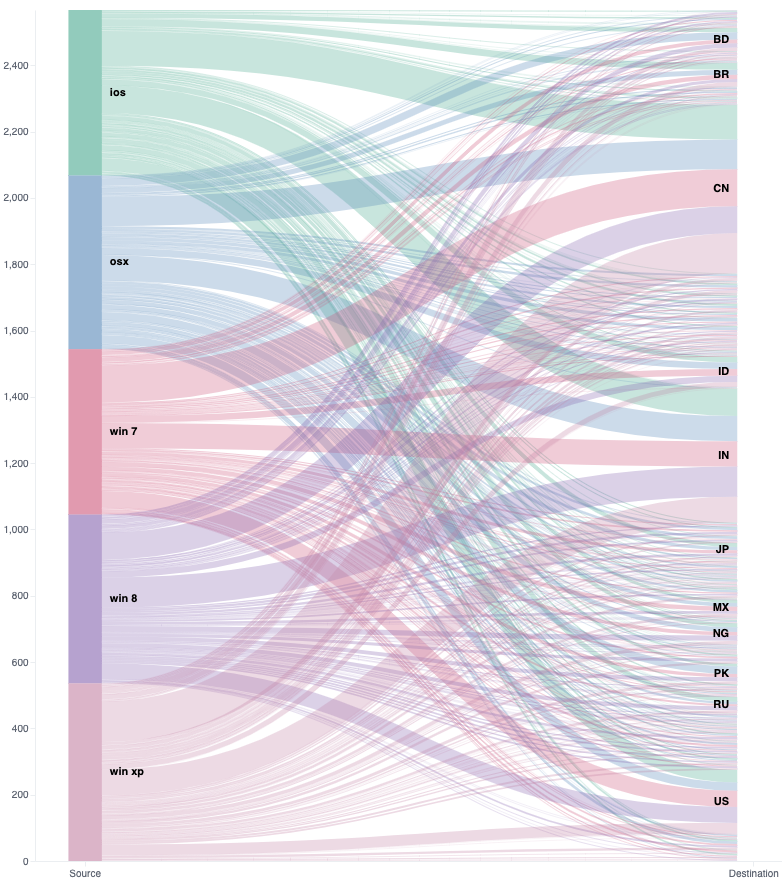 2,400
2,200
2,000
1,800
1,600
1,400
1,200
1,000
800
600
400
200
0
ios
osx
win 7
win 8
win xp
BD
BR
CN
ID
IN
JP
MX
NG
PK
RU
US
Source
Destination